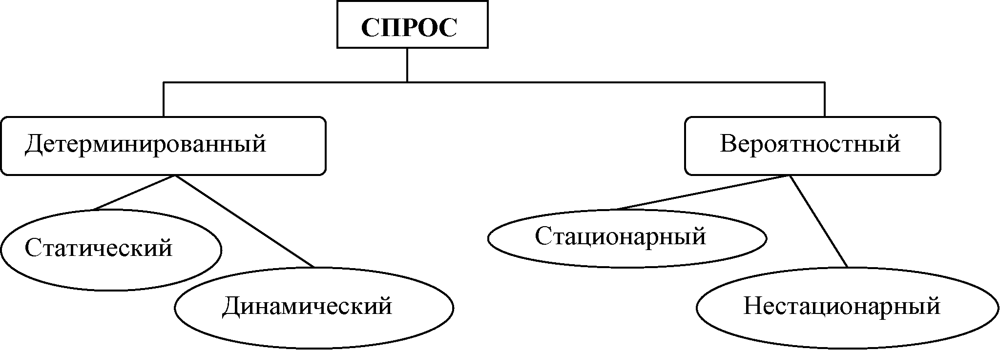 СПРОС
Детерминированный
Вероятностный
Статический
Стационарный
Динамический
Нестационарный